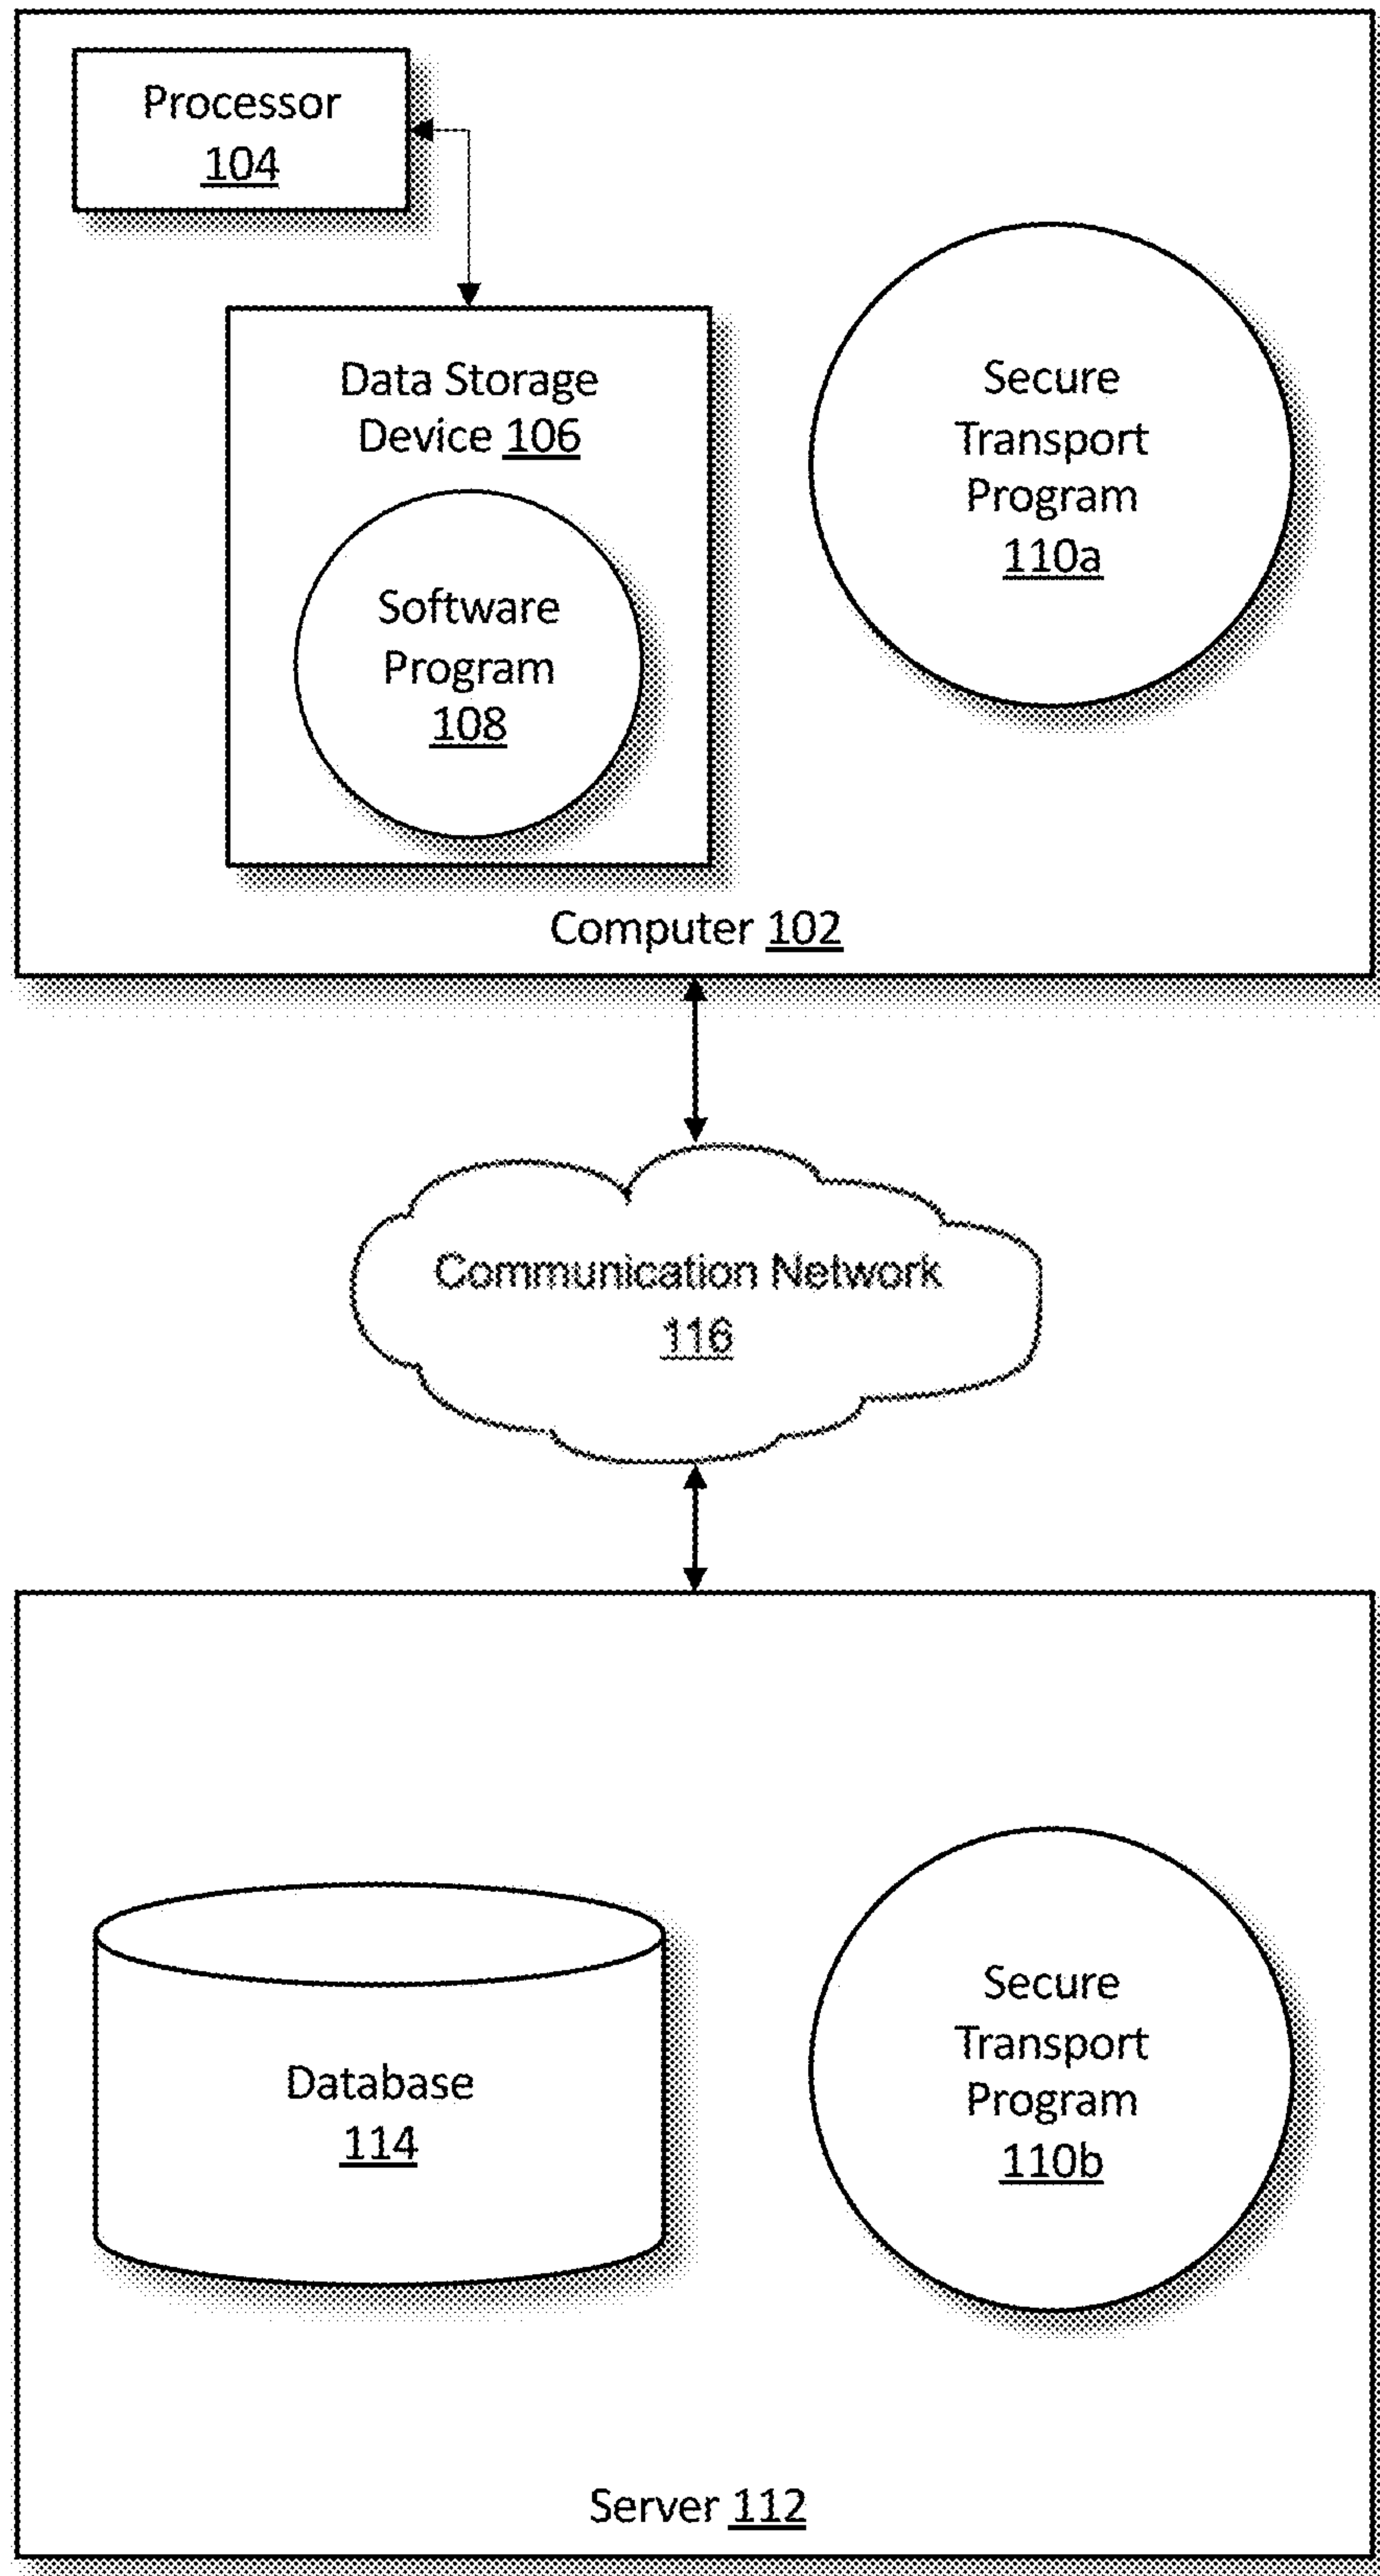 Processor
104
Data Storage
Device 106
Software
Program
108
Secure
Transport
Program
110a
Computer 102
Communication Network
116
Database
114
Secure
Transport
Program
110b
Server 112